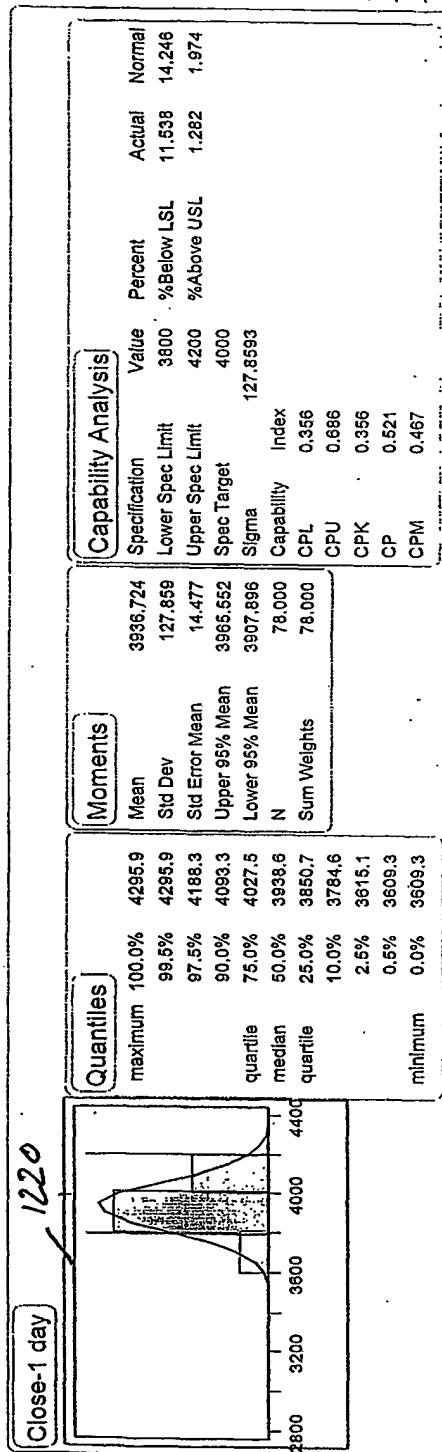 Close-1 day
1220
2800 3200 3600 4000 4400
Quantiles
maximum 100.0% 4295.9
99.5% 4295.9
97.5% 4188.3
90.0% 4093.3
quartile 75.0% 4027.5
median 50.0% 3938.6
quartile 25.0% 3850.7
10.0% 3784.6
2.5% 3615.1
0.5% 3609.3
minimum 0.0% 3609.3
Moments
Mean 3936.724
Std Dev 127.859
Std Error Mean 14.477
Upper 95% Mean 3965.552
Lower 95% Mean 3907.896
N 78.000
Sum Weights 78.000
Capability Analysis
Specification Value Percent Actual Normal
Lower Spec Limit 3800 %Below LSL 11.538 14.246
Upper Spec Limit 4200 %Above USL 1.282 1.974
Spec Target 4000
Sigma 127.8593
Capability Index
CPL 0.356
CPU 0.686
CPK 0.356
CP 0.521
CPM 0.467